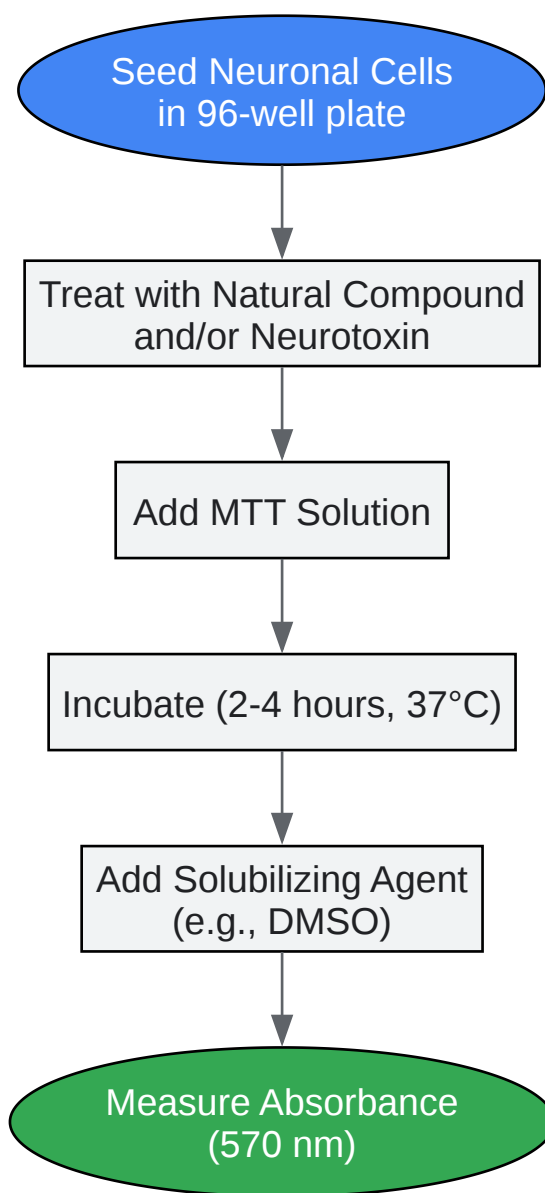 Seed Neuronal Cells
in 96-well plate
Treat with Natural Compound
and/or Neurotoxin
Add MTT Solution
Incubate (2-4 hours, 37°C)
Add Solubilizing Agent
(e.g., DMSO)
Measure Absorbance
(570 nm)